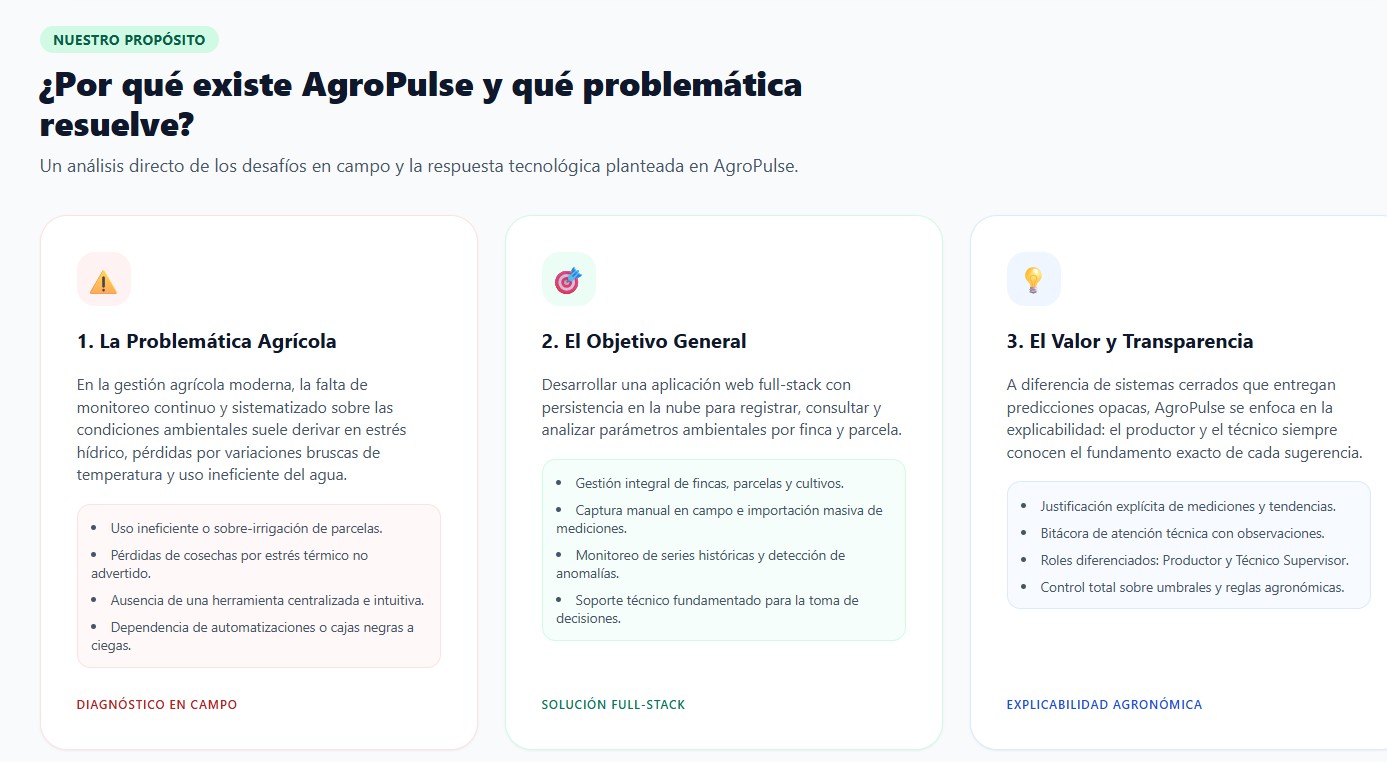 NUESTRO PROPÓSITO
¿Por qué existe AgroPulse y qué problemática
resuelve?
Un análisis directo de los desafíos en campo y la respuesta tecnológica planteada en AgroPulse.
1. La Problemática Agrícola
En la gestión agrícola moderna, la falta de
monitoreo continuo y sistematizado sobre las
condiciones ambientales suele derivar en estrés
hídrico, pérdidas por variaciones bruscas de
temperatura y uso ineficiente del agua.
• Uso ineficiente o sobre-irrigación de parcelas.
• Pérdidas de cosechas por estrés térmico no
advertido.
• Ausencia de una herramienta centralizada e intuitiva.
• Dependencia de automatizaciones o cajas negras a
ciegas.
DIAGNÓSTICO EN CAMPO
2. El Objetivo General
Desarrollar una aplicación web full-stack con
persistencia en la nube para registrar, consultar y
analizar parámetros ambientales por finca y parcela.
• Gestión integral de fincas, parcelas y cultivos.
• Captura manual en campo e importación masiva de
mediciones.
• Monitoreo de series históricas y detección de
anomalías.
• Soporte técnico fundamentado para la toma de
decisiones.
SOLUCIÓN FULL-STACK
3. El Valor y Transparencia
A diferencia de sistemas cerrados que entregan
predicciones opacas, AgroPulse se enfoca en la
explicabilidad: el productor y el técnico siempre
conocen el fundamento exacto de cada sugerencia.
• Justificación explícita de mediciones y tendencias.
• Bitácora de atención técnica con observaciones.
• Roles diferenciados: Productor y Técnico Supervisor.
• Control total sobre umbrales y reglas agronómicas.
EXPLICABILIDAD AGRONÓMICA